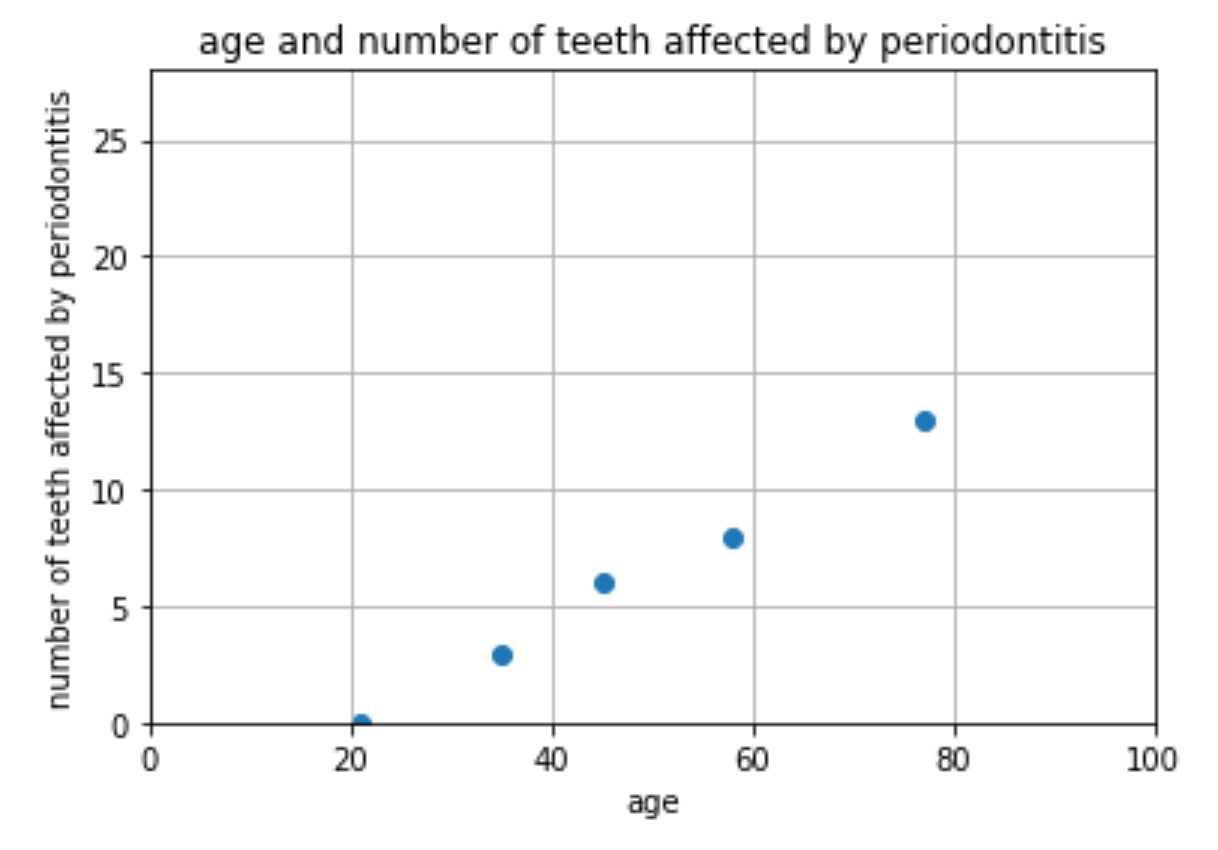 age and number of teeth affected by periodontitis
number of teeth affected by periodontitis
25
20
15
10
5
0
0 20 40 60 80 100
age